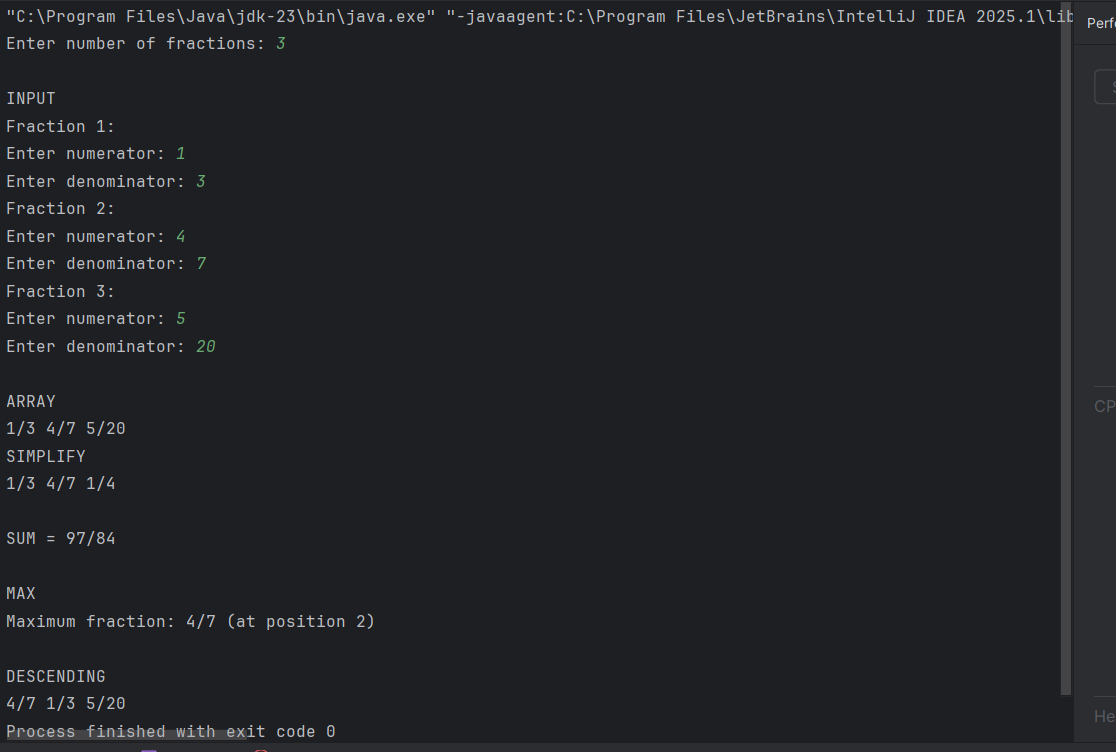 "C:\Program Files\Java\jdk-23\bin\java.exe" "-javaagent:C:\Program Files\JetBrains\IntelliJ IDEA 2025.1\lib
Enter number of fractions: 3
INPUT
Fraction 1:
Enter numerator: 1
Enter denominator: 3
Fraction 2:
Enter numerator: 4
Enter denominator: 7
Fraction 3:
Enter numerator: 5
Enter denominator: 20
ARRAY
1/3 4/7 5/20
SIMPLIFY
1/3 4/7 1/4
SUM = 97/84
MAX
Maximum fraction: 4/7 (at position 2)
DESCENDING
4/7 1/3 5/20
Process finished with exit code 0
Perf
CP
He